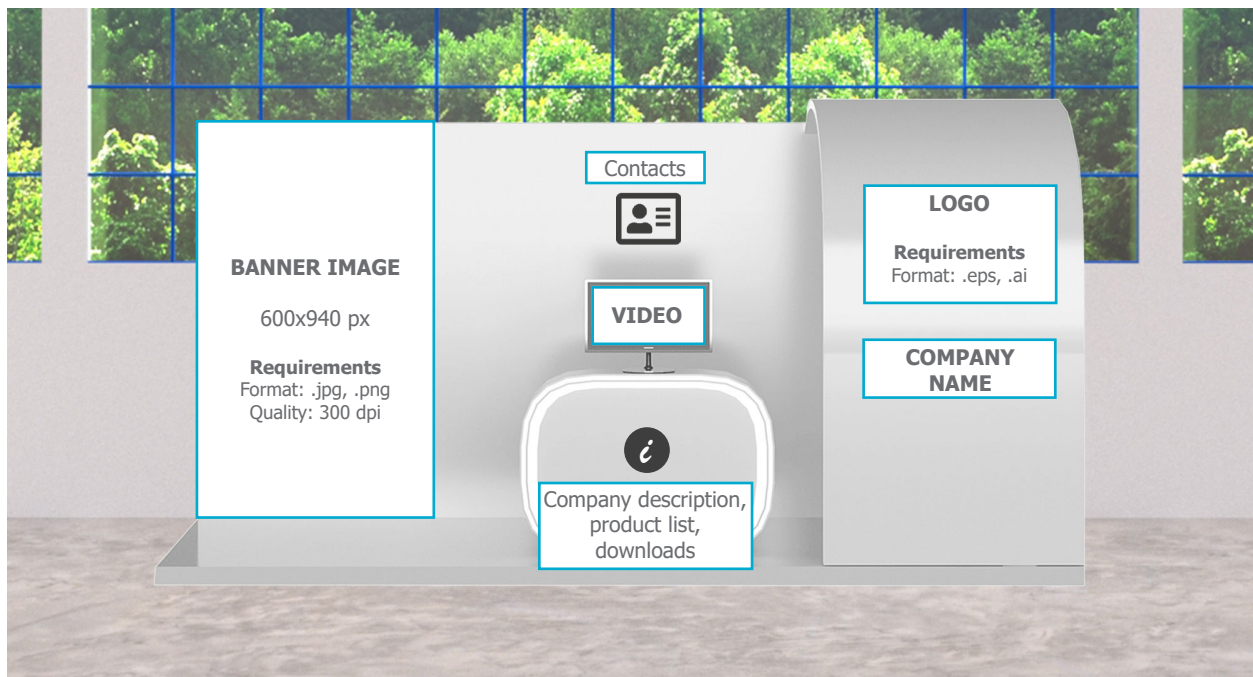 BANNER IMAGE
600x940 px
Requirements
Format: .jpg, .png
Quality: 300 dpi
Contacts
VIDEO
i
Company description,
product list,
downloads
LOGO
Requirements
Format: .eps, .ai
COMPANY
NAME